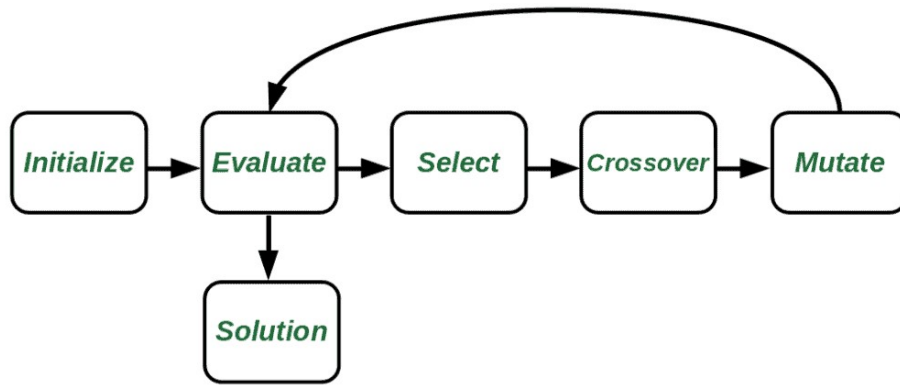 Initialize
Evaluate
Select
Crossover
Mutate
Solution